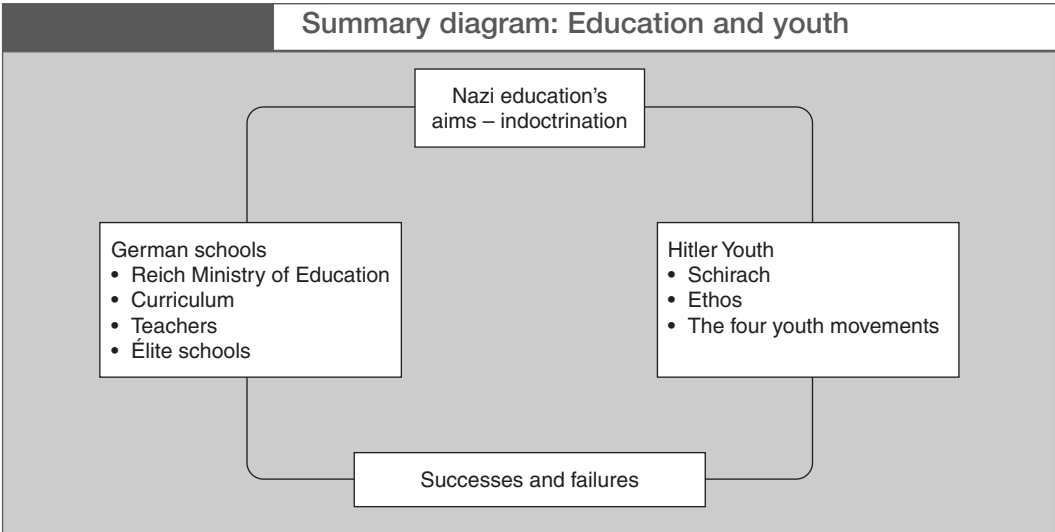 Summary diagram: Education and youth
Nazi education's
aims – indoctrination
German schools
• Reich Ministry of Education
• Curriculum
• Teachers
• Élite schools
Hitler Youth
• Schirach
• Ethos
• The four youth movements
Successes and failures